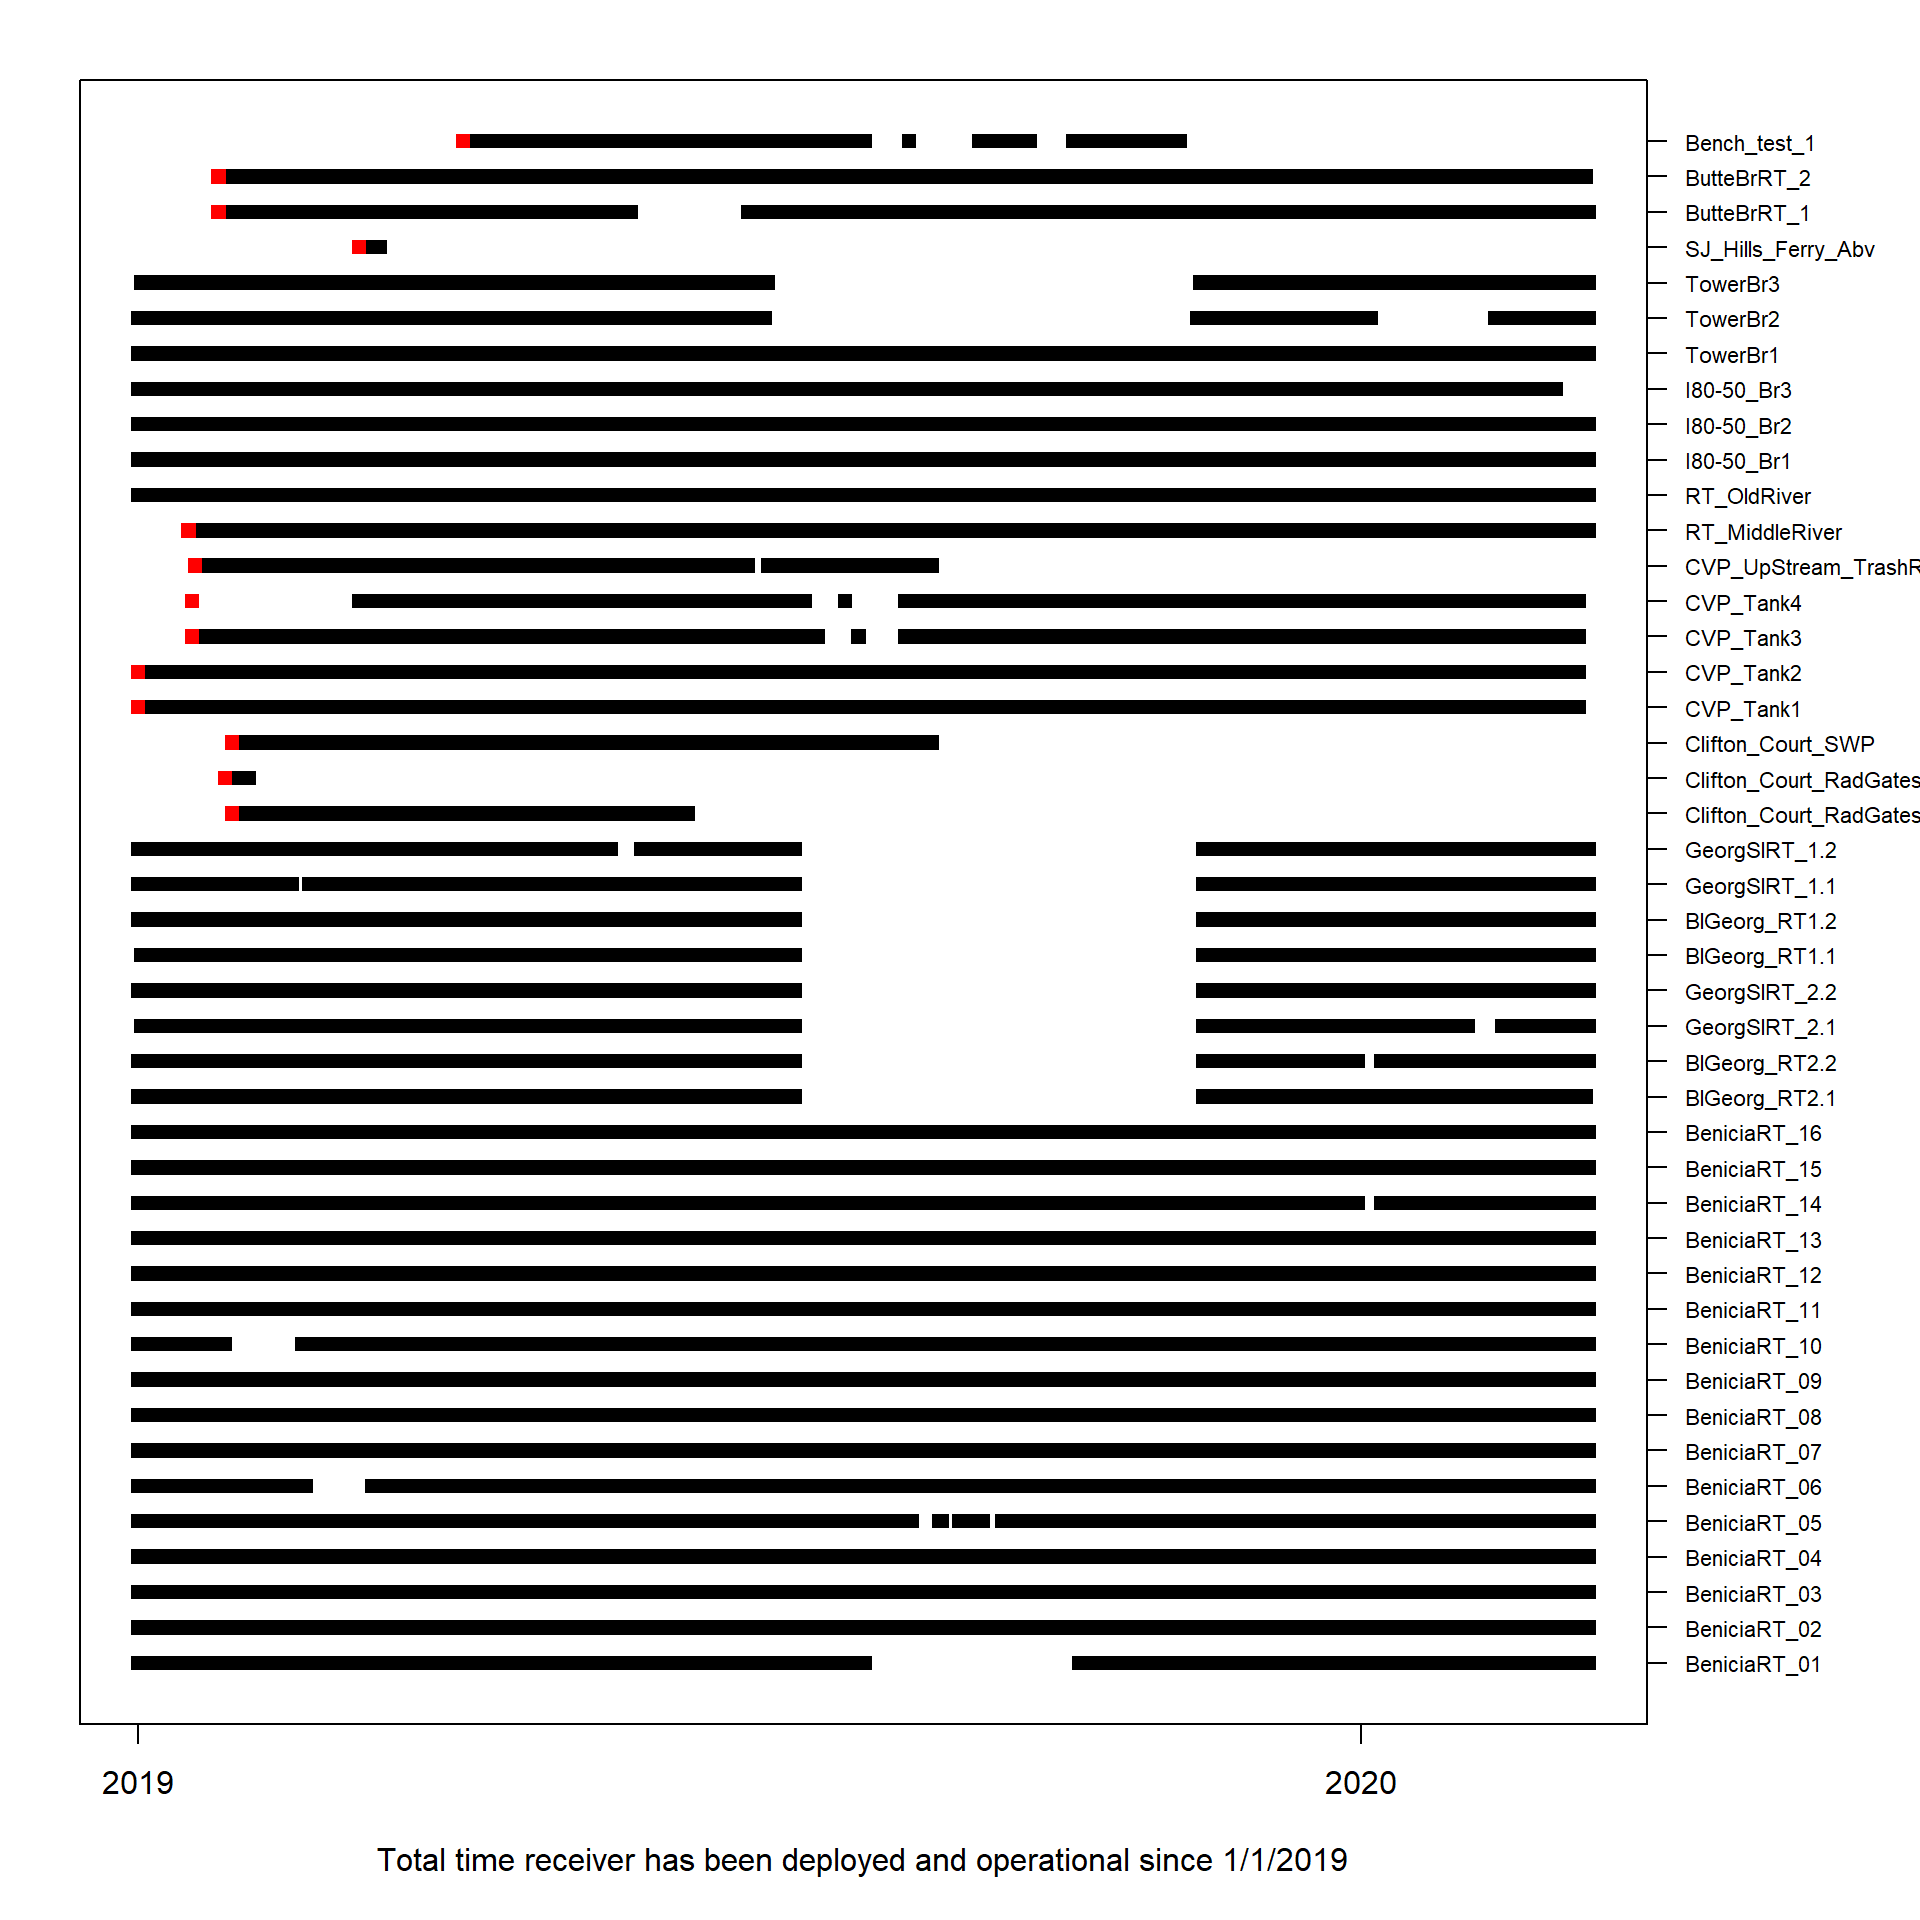 Bench_test_1
ButteBrRT_2
ButteBrRT_1
SJ_Hills_Ferry_Abv
TowerBr3
TowerBr2
TowerBr1
I80-50_Br3
I80-50_Br2
I80-50_Br1
RT_OldRiver
RT_MiddleRiver
CVP_UpStream_TrashR
CVP_Tank4
CVP_Tank3
CVP_Tank2
CVP_Tank1
Clifton_Court_SWP
Clifton_Court_RadGates
Clifton_Court_RadGates
GeorgSlRT_1.2
GeorgSlRT_1.1
BlGeorg_RT1.2
BlGeorg_RT1.1
GeorgSlRT_2.2
GeorgSlRT_2.1
BlGeorg_RT2.2
BlGeorg_RT2.1
BeniciaRT_16
BeniciaRT_15
BeniciaRT_14
BeniciaRT_13
BeniciaRT_12
BeniciaRT_11
BeniciaRT_10
BeniciaRT_09
BeniciaRT_08
BeniciaRT_07
BeniciaRT_06
BeniciaRT_05
BeniciaRT_04
BeniciaRT_03
BeniciaRT_02
BeniciaRT_01
2019 2020
Total time receiver has been deployed and operational since 1/1/2019